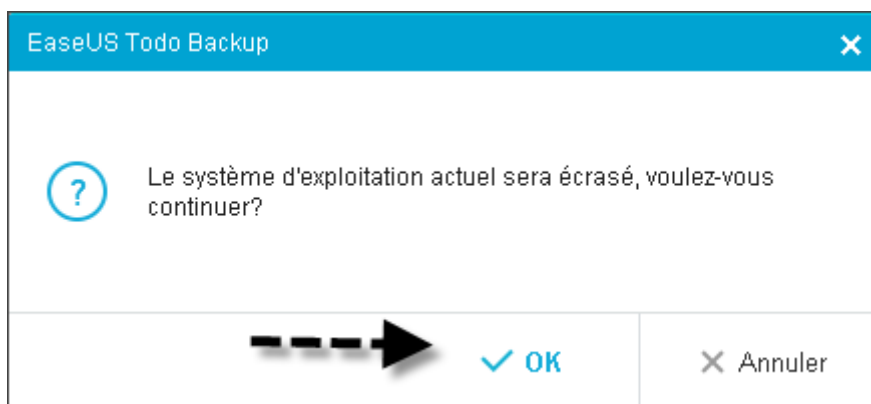 EaseUS Todo Backup
Le système d'exploitation actuel sera écrasé, voulez-vous
continuer?
OK
Annuler